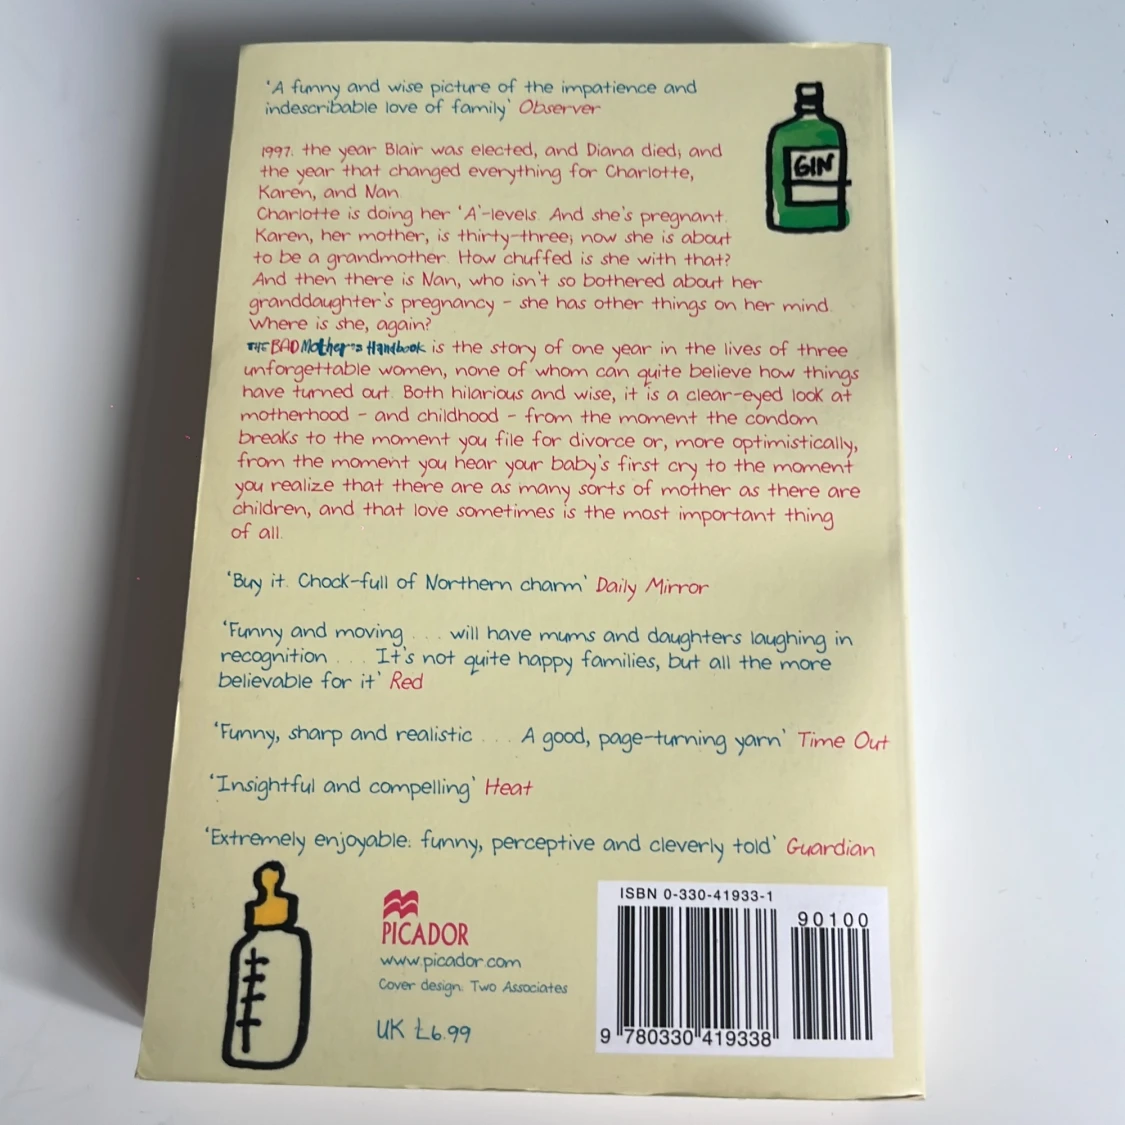 'A funny and wise picture of the impatience and
indescribable love of family' Observer
GIN
1997: the year Blair was elected, and Diana died; and
the year that changed everything for Charlotte,
Karen, and Nan.
Charlotte is doing her 'A'-levels. And she's pregnant.
Karen, her mother, is thirty-three; now she is about
to be a grandmother. How chuffed is she with that?
And then there is Nan, who isn't so bothered about her
granddaughter's pregnancy - she has other things on her mind.
Where is she, again?
THE BAD Mother's Handbook is the story of one year in the lives of three
unforgettable women, none of whom can quite believe how things
have turned out. Both hilarious and wise, it is a clear-eyed look at
motherhood - and childhood - from the moment the condom
breaks to the moment you file for divorce or, more optimistically,
from the moment you hear your baby's first cry to the moment
you realize that there are as many sorts of mother as there are
children, and that love sometimes is the most important thing
of all.
'Buy it. Chock-full of Northern charm' Daily Mirror
'Funny and moving . . . will have mums and daughters laughing in
recognition . . . It's not quite happy families, but all the more
believable for it' Red
'Funny, sharp and realistic . . . A good, page-turning yarn' Time Out
'Insightful and compelling' Heat
'Extremely enjoyable: funny, perceptive and cleverly told' Guardian
PICADOR
www.picador.com
Cover design: Two Associates
UK £6.99
ISBN 0-330-41933-1
90100
9 780330 419338